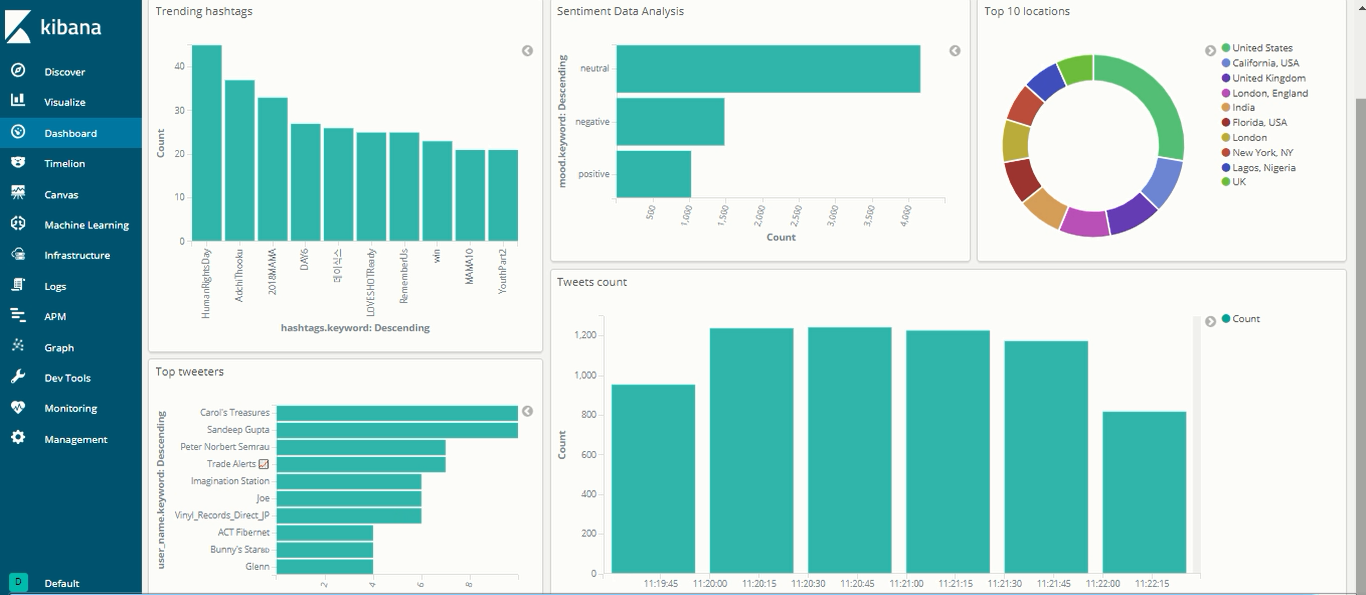 kibana
Discover
Visualize
Dashboard
Timelion
Canvas
Machine Learning
Infrastructure
Logs
APM
Graph
Dev Tools
Monitoring
Management
D
Default
Trending hashtags
Count
40
30
20
10
0
HumanRightsDay
AdchiThooku
2018MAMA
DAY6
데이식스
LOVESHOTReady
RememberUs
win
MAMA10
YouthPart2
hashtags.keyword: Descending
Top tweeters
user_name.keyword: Descending
Carol's Treasures
Sandeep Gupta
Peter Norbert Semrau
Trade Alerts 📈
Imagination Station
Joe
Vinyl_Records_Direct_JP
ACT Fibernet
Glenn
2
4
6
8
Sentiment Data Analysis
mood.keyword: Descending
neutral
negative
positive
500
1,000
1,500
2,000
2,500
3,000
3,500
4,000
Count
Top 10 locations
United States
California, USA
United Kingdom
London, England
India
Florida, USA
London
New York, NY
Lagos, Nigeria
UK
Tweets count
Count
1,200
1,000
800
600
400
200
0
11:19:45
11:20:00
11:20:15
11:20:30
11:20:45
11:21:00
11:21:15
11:21:30
11:21:45
11:22:00
11:22:15
Count